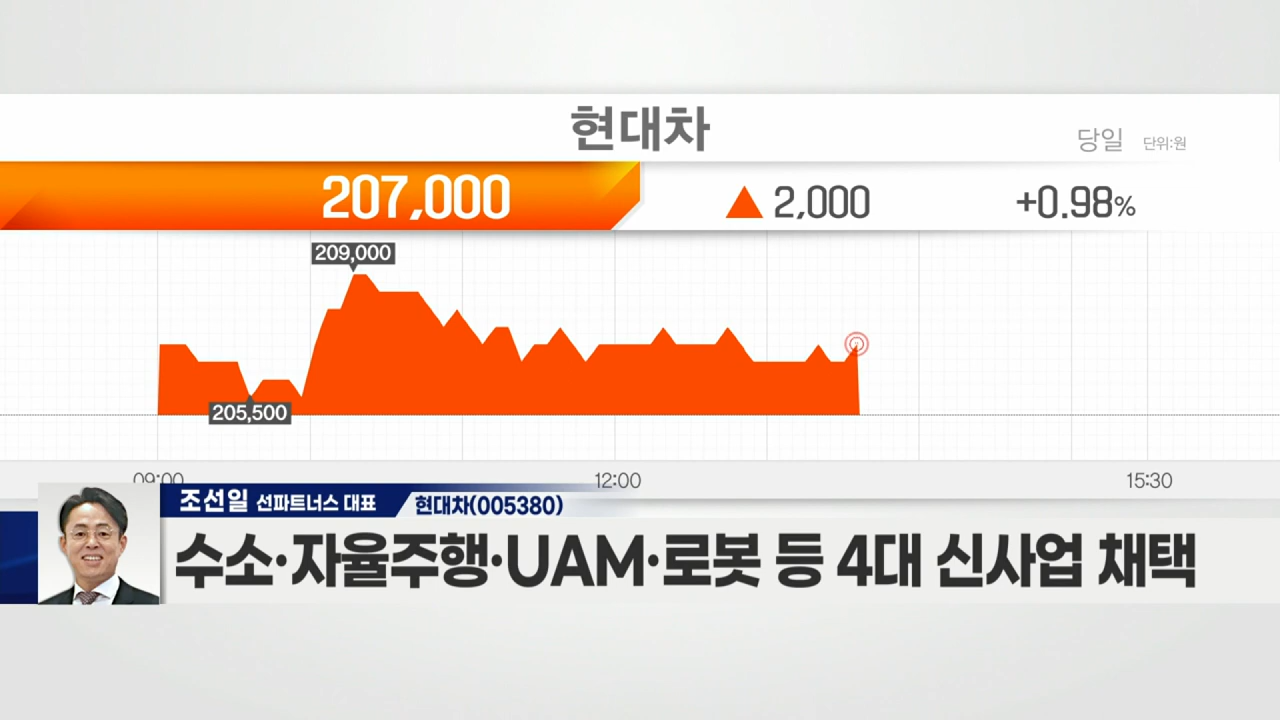 현대차
당일 단위:원
207,000 ▲ 2,000 +0.98%
209,000
205,500
09:00 12:00 15:30
조선일 선파트너스 대표 현대차(005380)
수소·자율주행·UAM·로봇 등 4대 신사업 채택